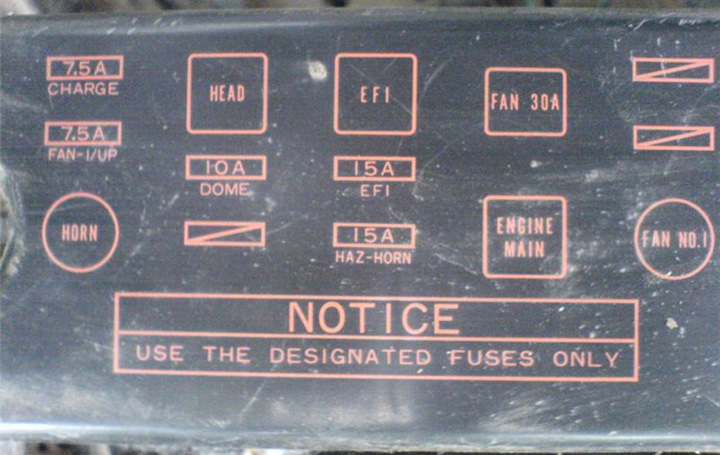 7.5A
CHARGE
HEAD
EFI
FAN 30A
7.5A
FAN-I/UP
10A
DOME
15A
EFI
HORN
15A
HAZ-HORN
ENGINE
MAIN
FAN NO.1
NOTICE
USE THE DESIGNATED FUSES ONLY